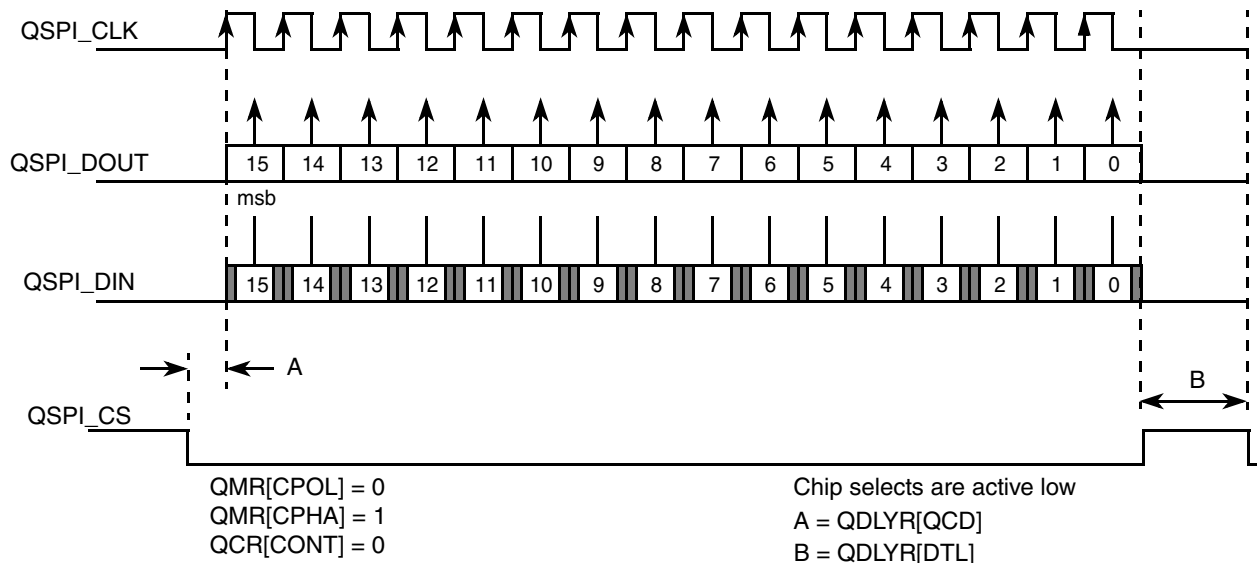 QSPI_CLK
QSPI_DOUT
15 14 13 12 11 10 9 8 7 6 5 4 3 2 1 0
msb
QSPI_DIN
15 14 13 12 11 10 9 8 7 6 5 4 3 2 1 0
A
B
QSPI_CS
QMR[CPOL] = 0
QMR[CPHA] = 1
QCR[CONT] = 0
Chip selects are active low
A = QDLYR[QCD]
B = QDLYR[DTL]